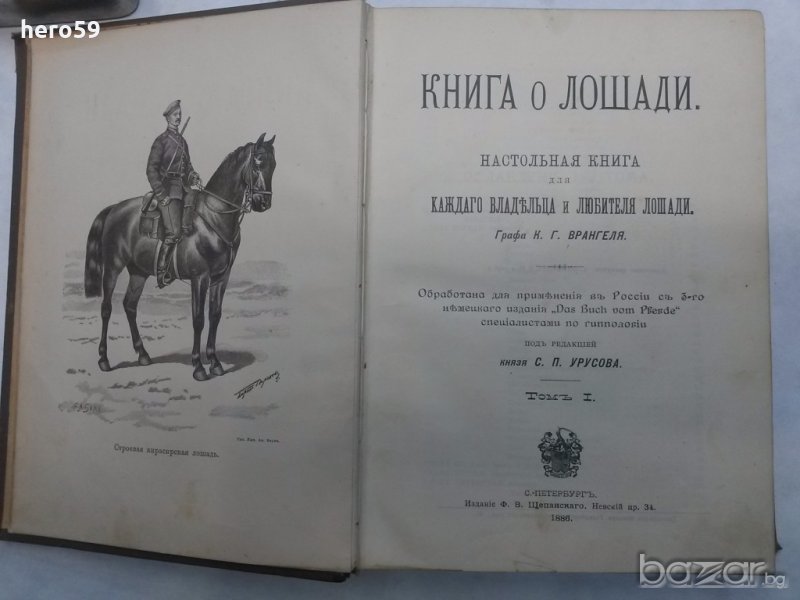 hero59
Строевая кирасирская лошадь.
КНИГА О ЛОШАДИ.
НАСТОЛЬНАЯ КНИГА
для
КАЖДАГО ВЛАДѢЛЬЦА и ЛЮБИТЕЛЯ ЛОШАДИ.
Графа К. Г. ВРАНГЕЛЯ.
Обработана для примѣненія въ Россіи съ 3-го
нѣмецкаго изданія „Das Buch vom Pferde“
спеціалистами по гиппологіи
ПОДЪ РЕДАКЦІЕЙ
князя С. П. УРУСОВА.
Томъ I.
С.-ПЕТЕРБУРГЪ.
Изданіе Ф. В. Щепанскаго, Невскій пр. 34.
1886.
bazar.bg